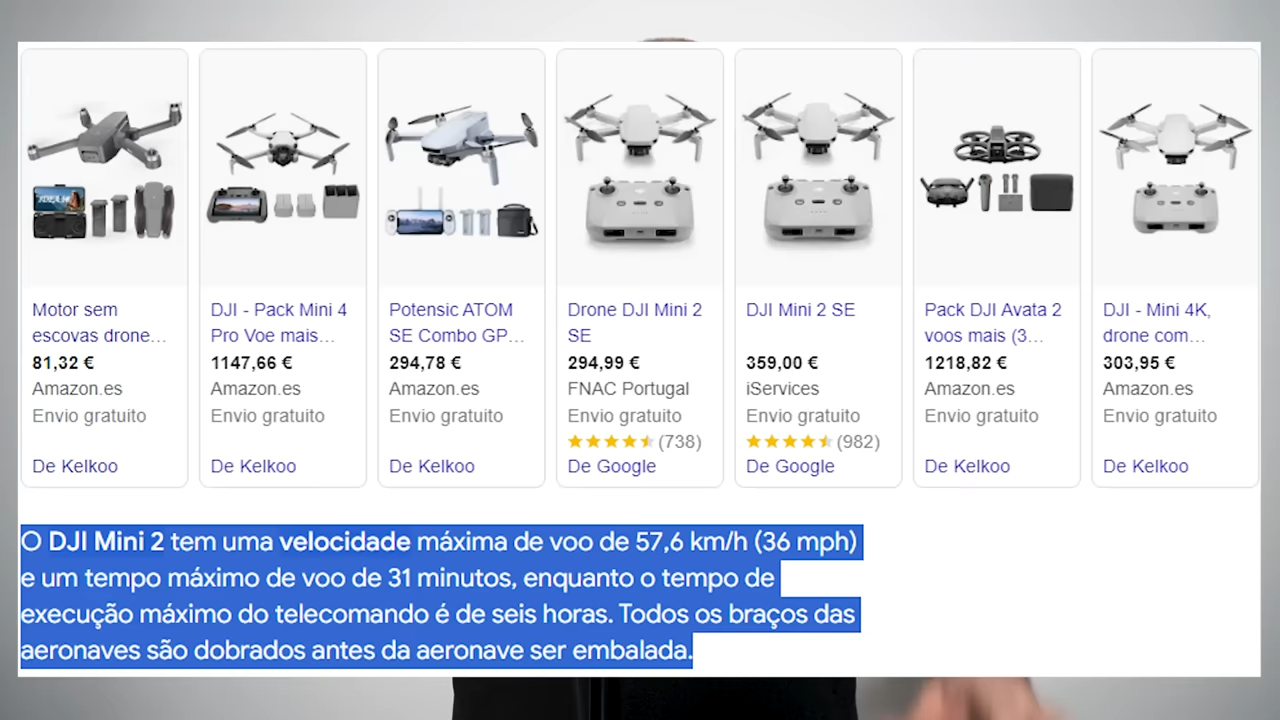 Motor sem
escovas drone...
81,32 €
Amazon.es
Envio gratuito
De Kelkoo
DJI - Pack Mini 4
Pro Voe mais...
1147,66 €
Amazon.es
Envio gratuito
De Kelkoo
Potensic ATOM
SE Combo GP...
294,78 €
Amazon.es
Envio gratuito
De Kelkoo
Drone DJI Mini 2
SE
294,99 €
FNAC Portugal
Envio gratuito
(738)
De Google
DJI Mini 2 SE
359,00 €
iServices
Envio gratuito
(982)
De Google
Pack DJI Avata 2
voos mais (3...
1218,82 €
Amazon.es
Envio gratuito
De Kelkoo
DJI - Mini 4K,
drone com...
303,95 €
Amazon.es
Envio gratuito
De Kelkoo
O DJI Mini 2 tem uma velocidade máxima de voo de 57,6 km/h (36 mph)
e um tempo máximo de voo de 31 minutos, enquanto o tempo de
execução máximo do telecomando é de seis horas. Todos os braços das
aeronaves são dobrados antes da aeronave ser embalada.